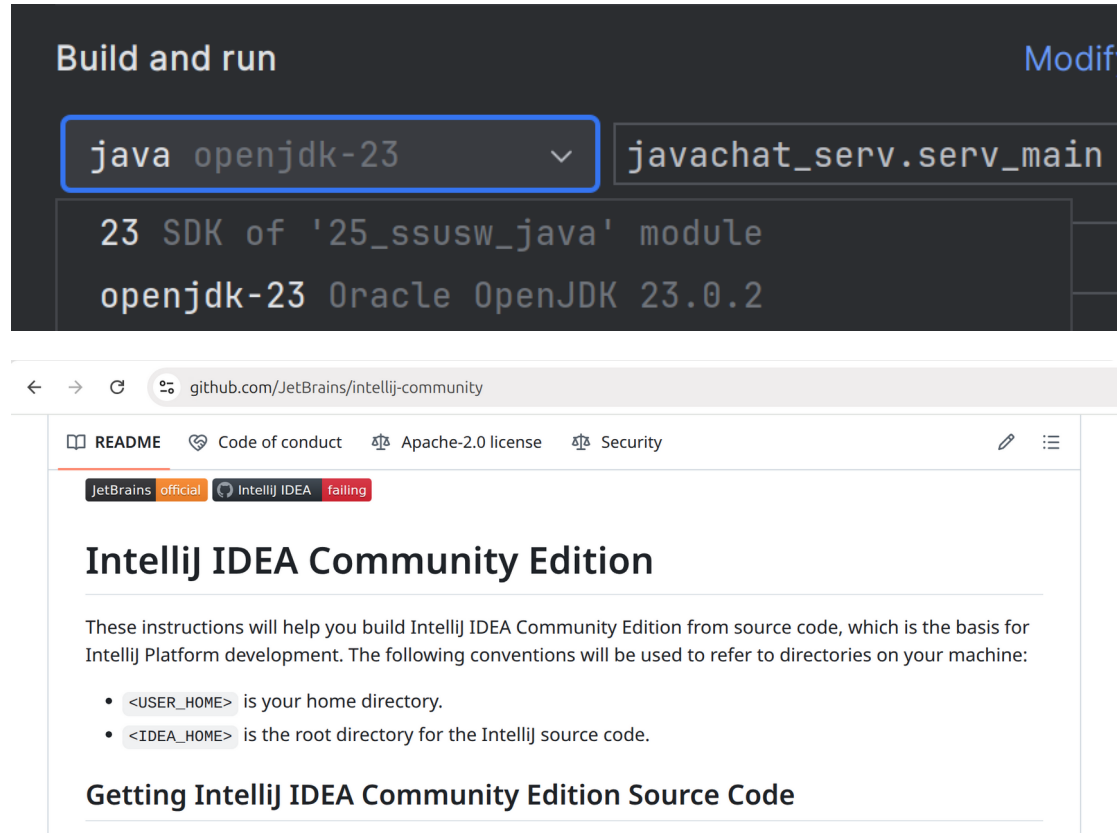 Build and run
Modif
java openjdk-23
javachat_serv.serv_main
23 SDK of '25_ssusw_java' module
openjdk-23 Oracle OpenJDK 23.0.2
github.com/JetBrains/intellij-community
README
Code of conduct
Apache-2.0 license
Security
JetBrains official
IntelliJ IDEA failing
IntelliJ IDEA Community Edition
These instructions will help you build IntelliJ IDEA Community Edition from source code, which is the basis for
IntelliJ Platform development. The following conventions will be used to refer to directories on your machine:
• <USER_HOME> is your home directory.
• <IDEA_HOME> is the root directory for the IntelliJ source code.
Getting IntelliJ IDEA Community Edition Source Code